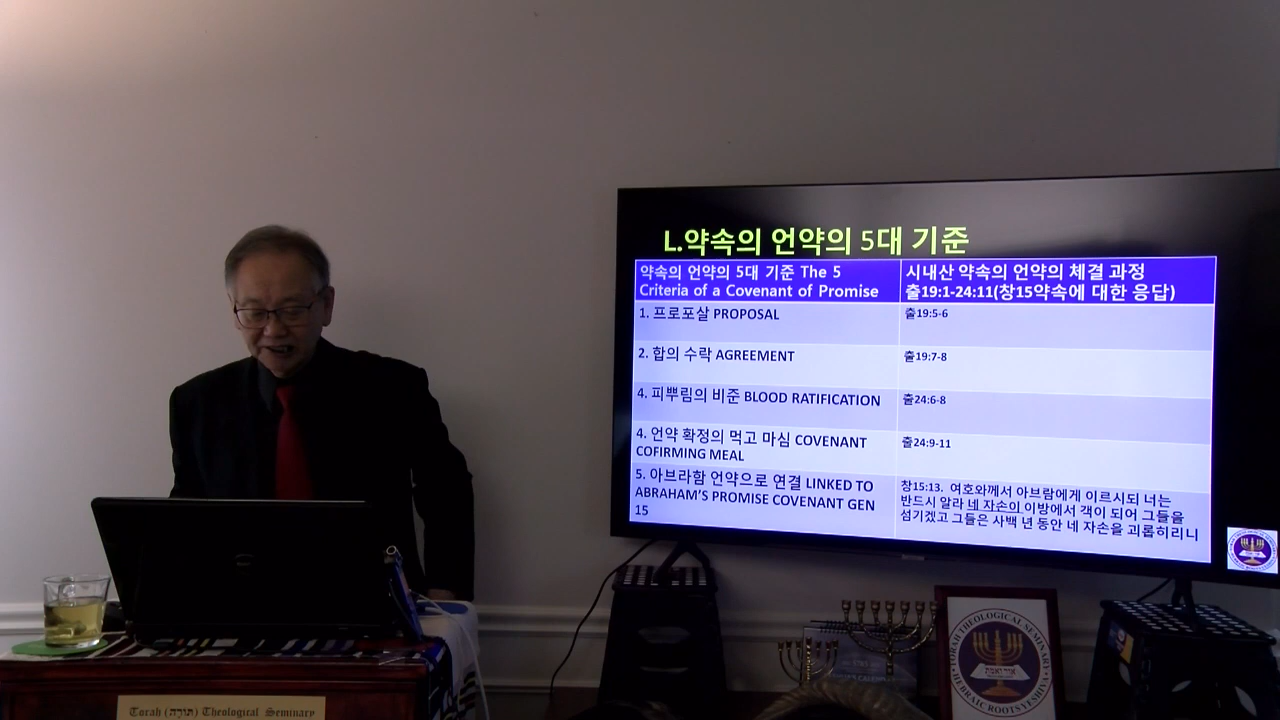 L.약속의 언약의 5대 기준
약속의 언약의 5대 기준 The 5
Criteria of a Covenant of Promise
시내산 약속의 언약의 체결 과정
출19:1-24:11(창15약속에 대한 응답)
1. 프로포살 PROPOSAL
출19:5-6
2. 합의 수락 AGREEMENT
출19:7-8
4. 피뿌림의 비준 BLOOD RATIFICATION
출24:6-8
4. 언약 확정의 먹고 마심 COVENANT
COFIRMING MEAL
출24:9-11
5. 아브라함 언약으로 연결 LINKED TO
ABRAHAM'S PROMISE COVENANT GEN
15
창15:13. 여호와께서 아브람에게 이르시되 너는
반드시 알라 네 자손이 이방에서 객이 되어 그들을
섬기겠고 그들은 사백 년 동안 네 자손을 괴롭히리니
Torah (תורה) Theological Seminary
TORAH THEOLOGICAL SEMINARY
HEBRAIC ROOTS YESHIVA